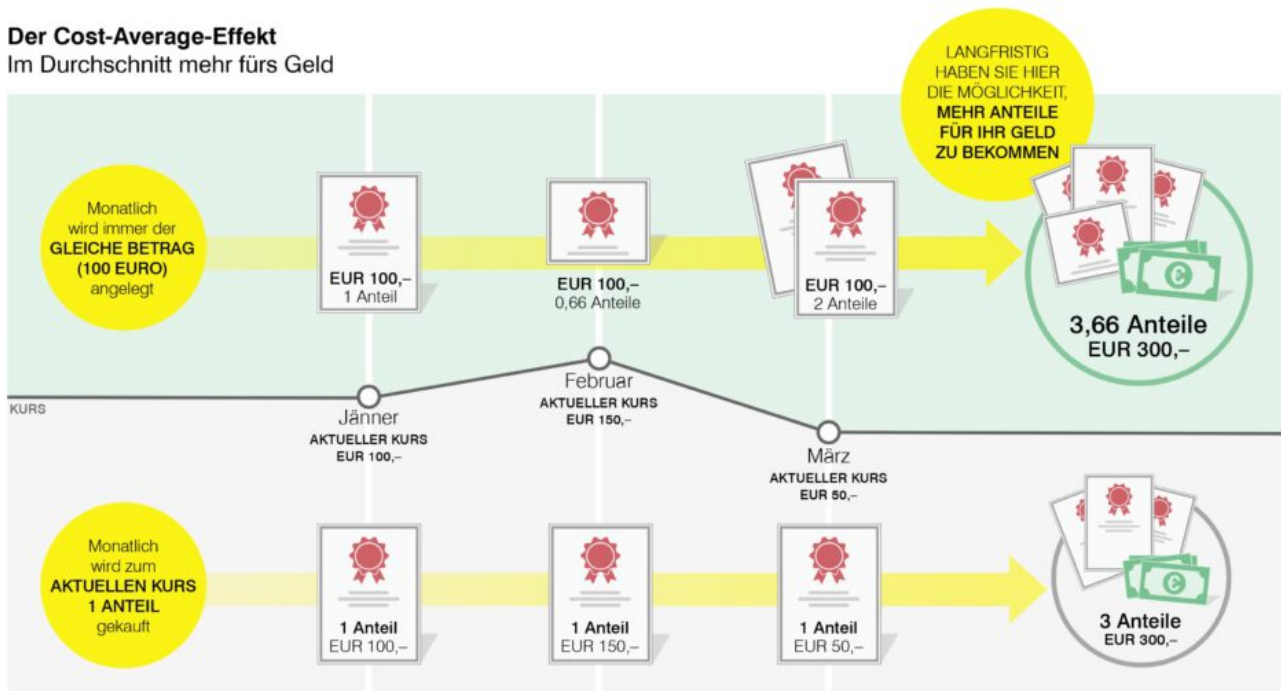 Der Cost-Average-Effekt
Im Durchschnitt mehr fürs Geld
LANGFRISTIG
HABEN SIE HIER
DIE MÖGLICHKEIT,
MEHR ANTEILE
FÜR IHR GELD
ZU BEKOMMEN
Monatlich
wird immer der
GLEICHE BETRAG
(100 EURO)
angelegt
EUR 100,–
1 Anteil
EUR 100,–
0,66 Anteile
EUR 100,–
2 Anteile
3,66 Anteile
EUR 300,–
KURS
Jänner
AKTUELLER KURS
EUR 100,–
Februar
AKTUELLER KURS
EUR 150,–
März
AKTUELLER KURS
EUR 50,–
Monatlich
wird zum
AKTUELLEN KURS
1 ANTEIL
gekauft
1 Anteil
EUR 100,–
1 Anteil
EUR 150,–
1 Anteil
EUR 50,–
3 Anteile
EUR 300,–